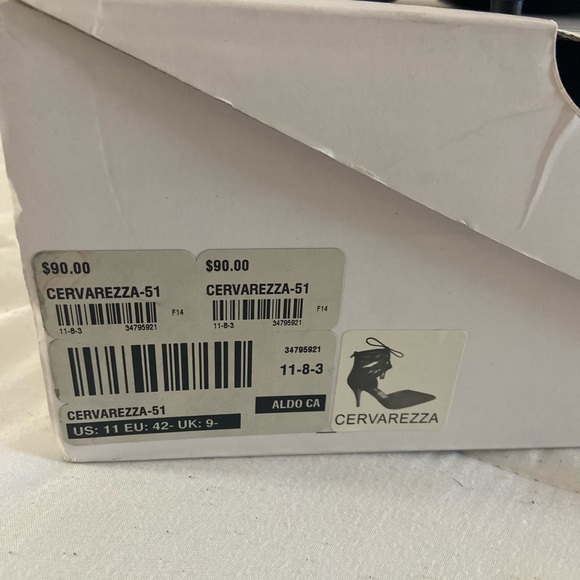 $90.00
CERVAREZZA-51
F14
11-8-3 34795921
$90.00
CERVAREZZA-51
F14
11-8-3 34795921
34795921
11-8-3
CERVAREZZA-51
ALDO CA
US: 11 EU: 42- UK: 9-
CERVAREZZA